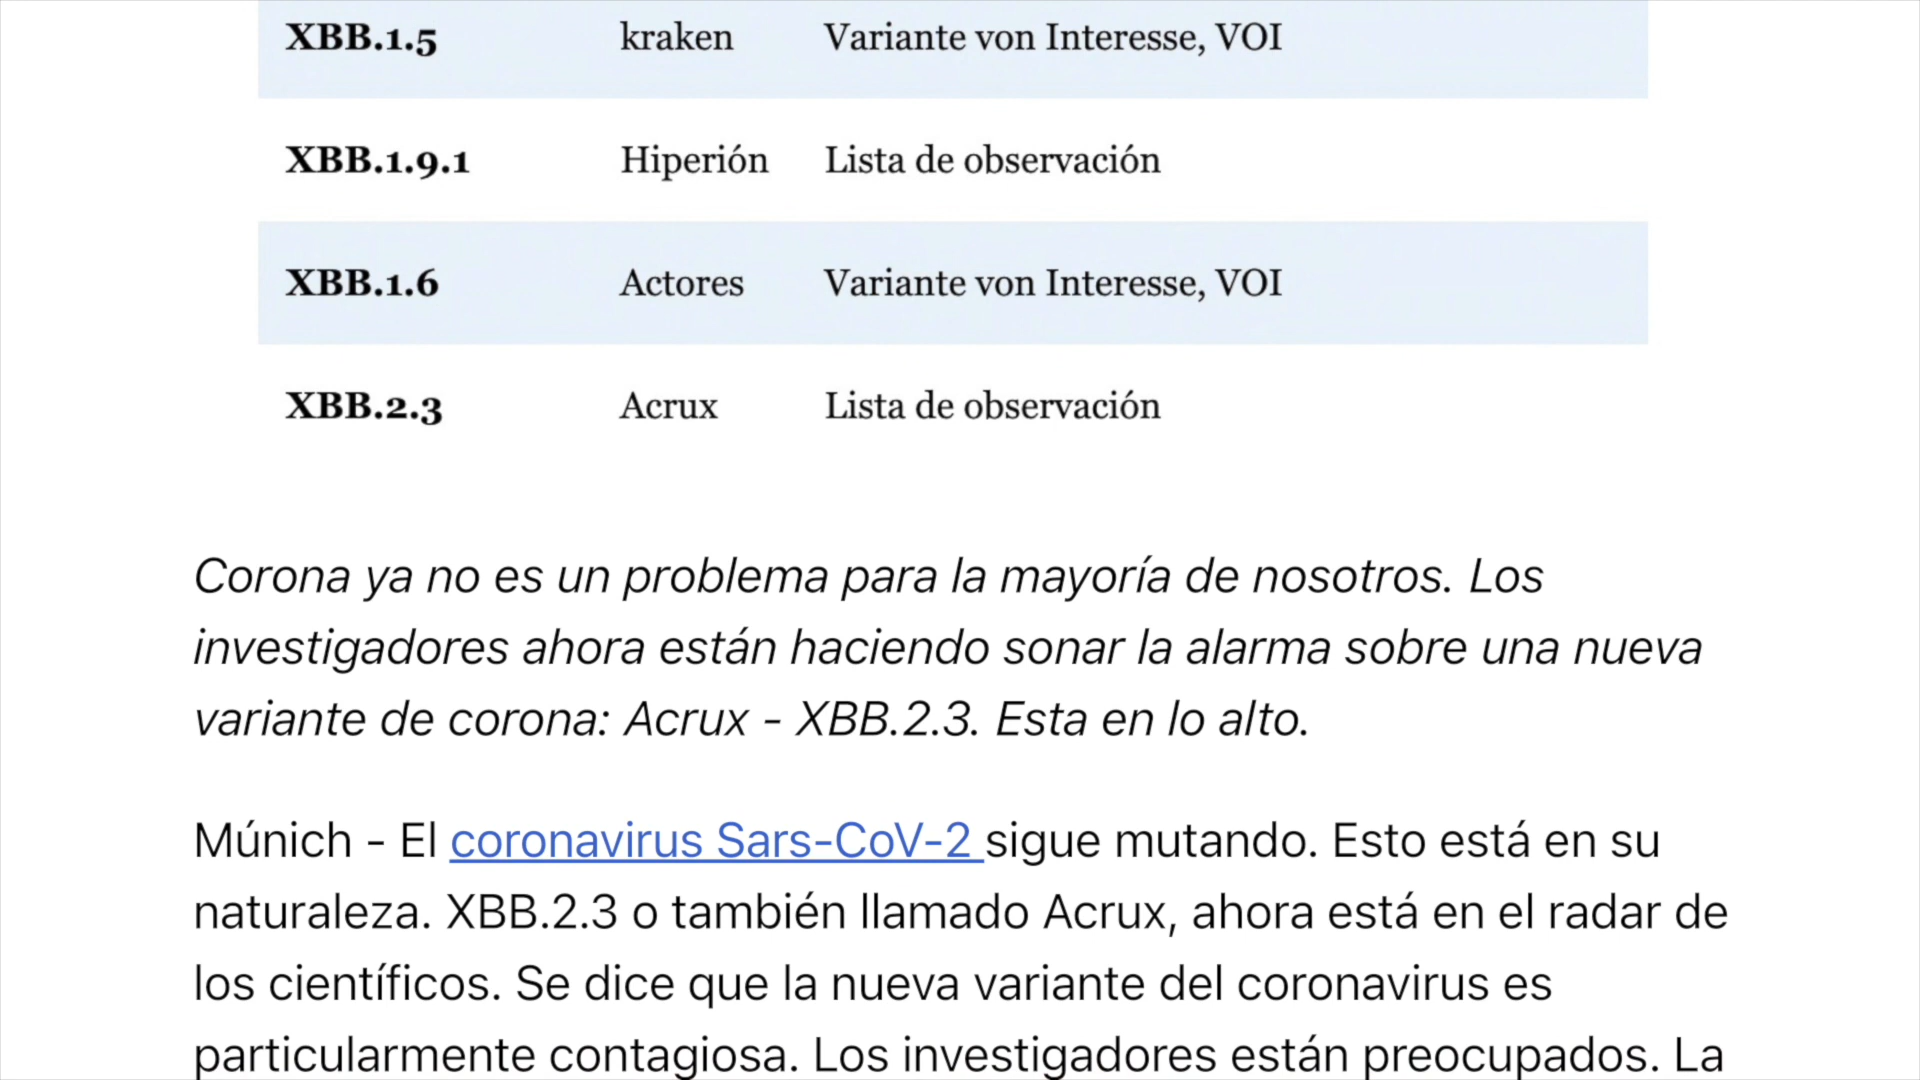 XBB.1.5 kraken Variante von Interesse, VOI
XBB.1.9.1 Hiperión Lista de observación
XBB.1.6 Actores Variante von Interesse, VOI
XBB.2.3 Acrux Lista de observación
Corona ya no es un problema para la mayoría de nosotros. Los
investigadores ahora están haciendo sonar la alarma sobre una nueva
variante de corona: Acrux - XBB.2.3. Esta en lo alto.
Múnich - El coronavirus Sars-CoV-2 sigue mutando. Esto está en su
naturaleza. XBB.2.3 o también llamado Acrux, ahora está en el radar de
los científicos. Se dice que la nueva variante del coronavirus es
particularmente contagiosa. Los investigadores están preocupados. La